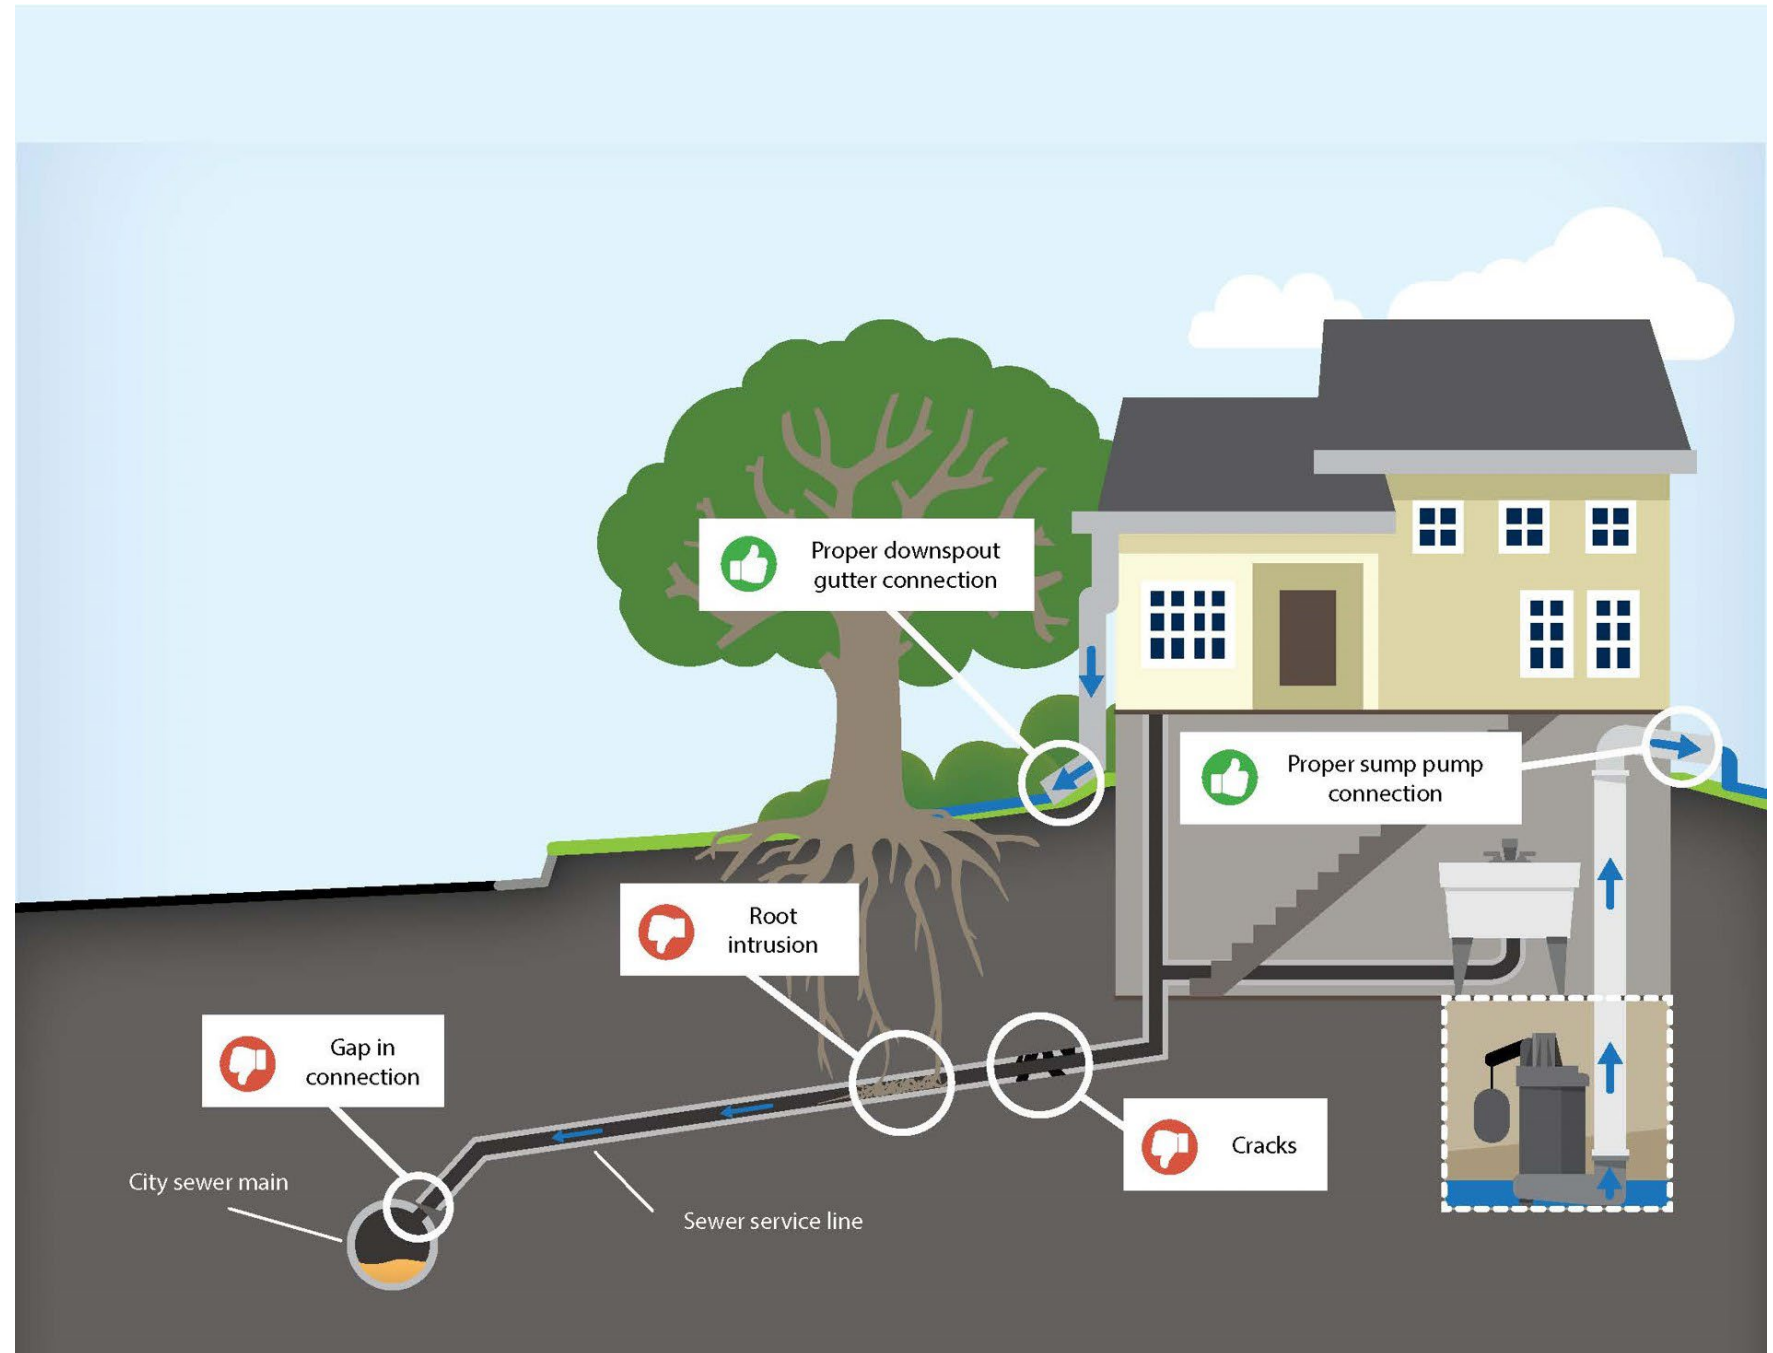 Proper downspout
gutter connection
Proper sump pump
connection
Root
intrusion
Gap in
connection
Cracks
City sewer main
Sewer service line